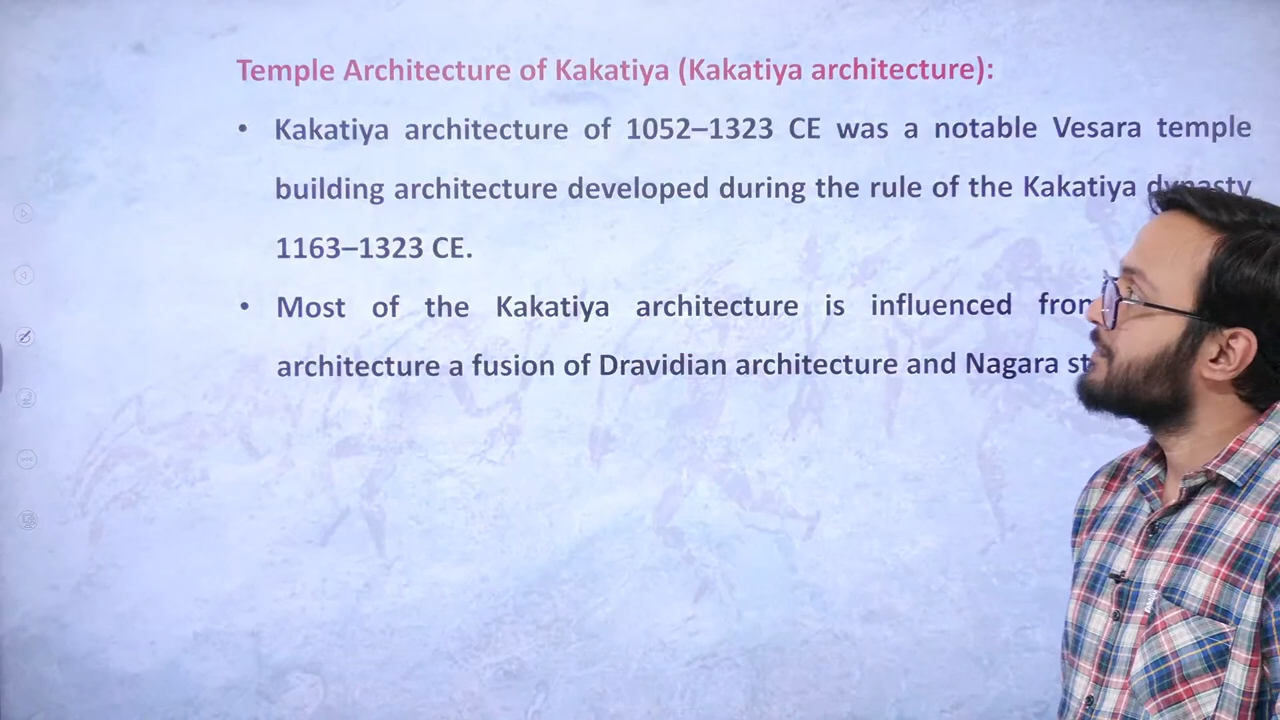 Temple Architecture of Kakatiya (Kakatiya architecture):
• Kakatiya architecture of 1052–1323 CE was a notable Vesara temple
building architecture developed during the rule of the Kakatiya dynasty
1163–1323 CE.
• Most of the Kakatiya architecture is influenced
architecture a fusion of Dravidian architecture and Nagara